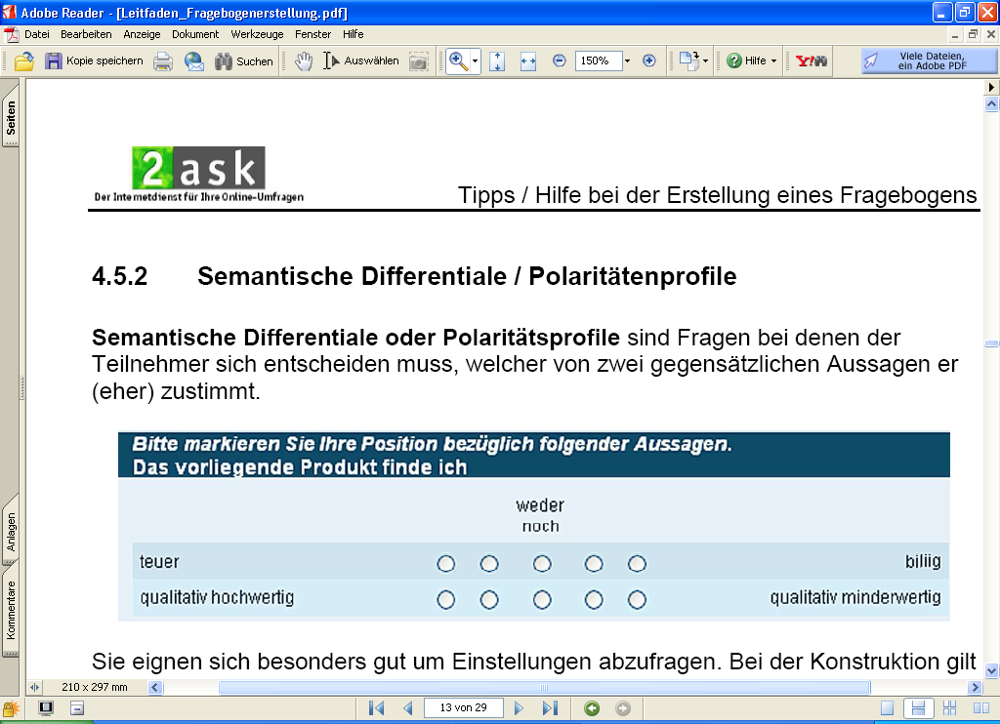 Adobe Reader - [Leitfaden_Fragebogenerstellung.pdf]
Datei Bearbeiten Anzeige Dokument Werkzeuge Fenster Hilfe
Kopie speichern Suchen Auswählen 150% Hilfe Y! Viele Dateien,
ein Adobe PDF
Seiten
2ask
Der Internetdienst für Ihre Online-Umfragen
Tipps / Hilfe bei der Erstellung eines Fragebogens
4.5.2 Semantische Differentiale / Polaritätenprofile
Semantische Differentiale oder Polaritätsprofile sind Fragen bei denen der
Teilnehmer sich entscheiden muss, welcher von zwei gegensätzlichen Aussagen er
(eher) zustimmt.
Bitte markieren Sie Ihre Position bezüglich folgender Aussagen.
Das vorliegende Produkt finde ich
weder
noch
teuer biliig
qualitativ hochwertig qualitativ minderwertig
Anlagen
Kommentare
Sie eignen sich besonders gut um Einstellungen abzufragen. Bei der Konstruktion gilt
210 x 297 mm
13 von 29